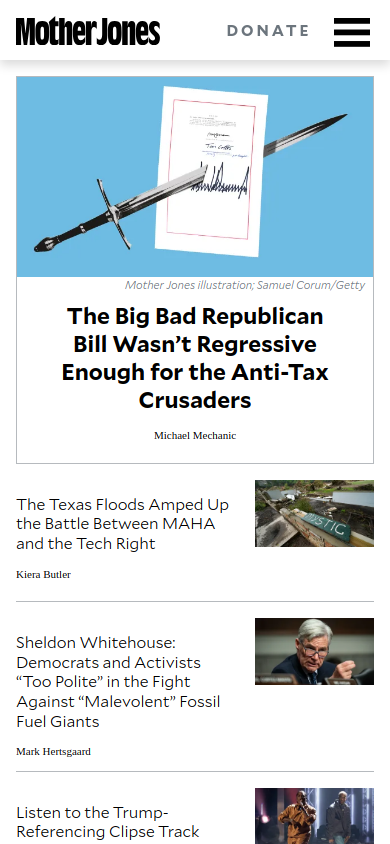 Mother Jones
DONATE
Mother Jones illustration; Samuel Corum/Getty
The Big Bad Republican
Bill Wasn’t Regressive
Enough for the Anti-Tax
Crusaders
Michael Mechanic
The Texas Floods Amped Up
the Battle Between MAHA
and the Tech Right
Kiera Butler
Sheldon Whitehouse:
Democrats and Activists
“Too Polite” in the Fight
Against “Malevolent” Fossil
Fuel Giants
Mark Hertsgaard
Listen to the Trump-
Referencing Clipse Track